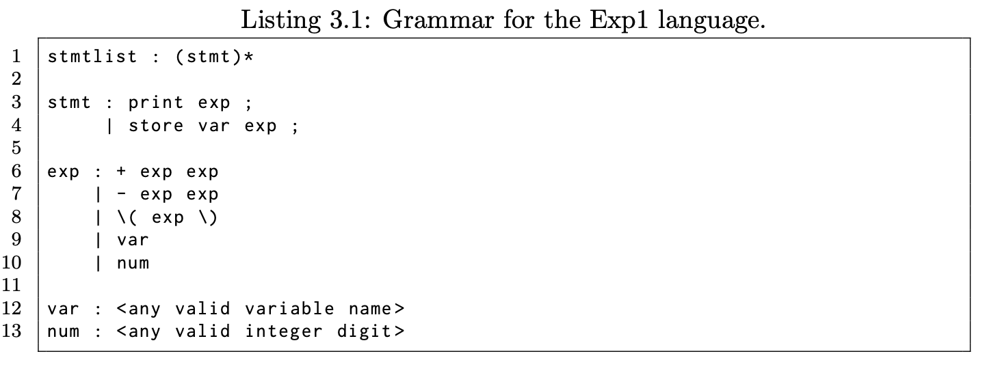 Listing 3.1: Grammar for the Exp1 language.
1 stmtlist : (stmt)*
2
3 stmt : print exp ;
4      | store var exp ;
5
6 exp : + exp exp
7     | - exp exp
8     | \( exp \)
9     | var
10     | num
11
12 var : <any valid variable name>
13 num : <any valid integer digit>